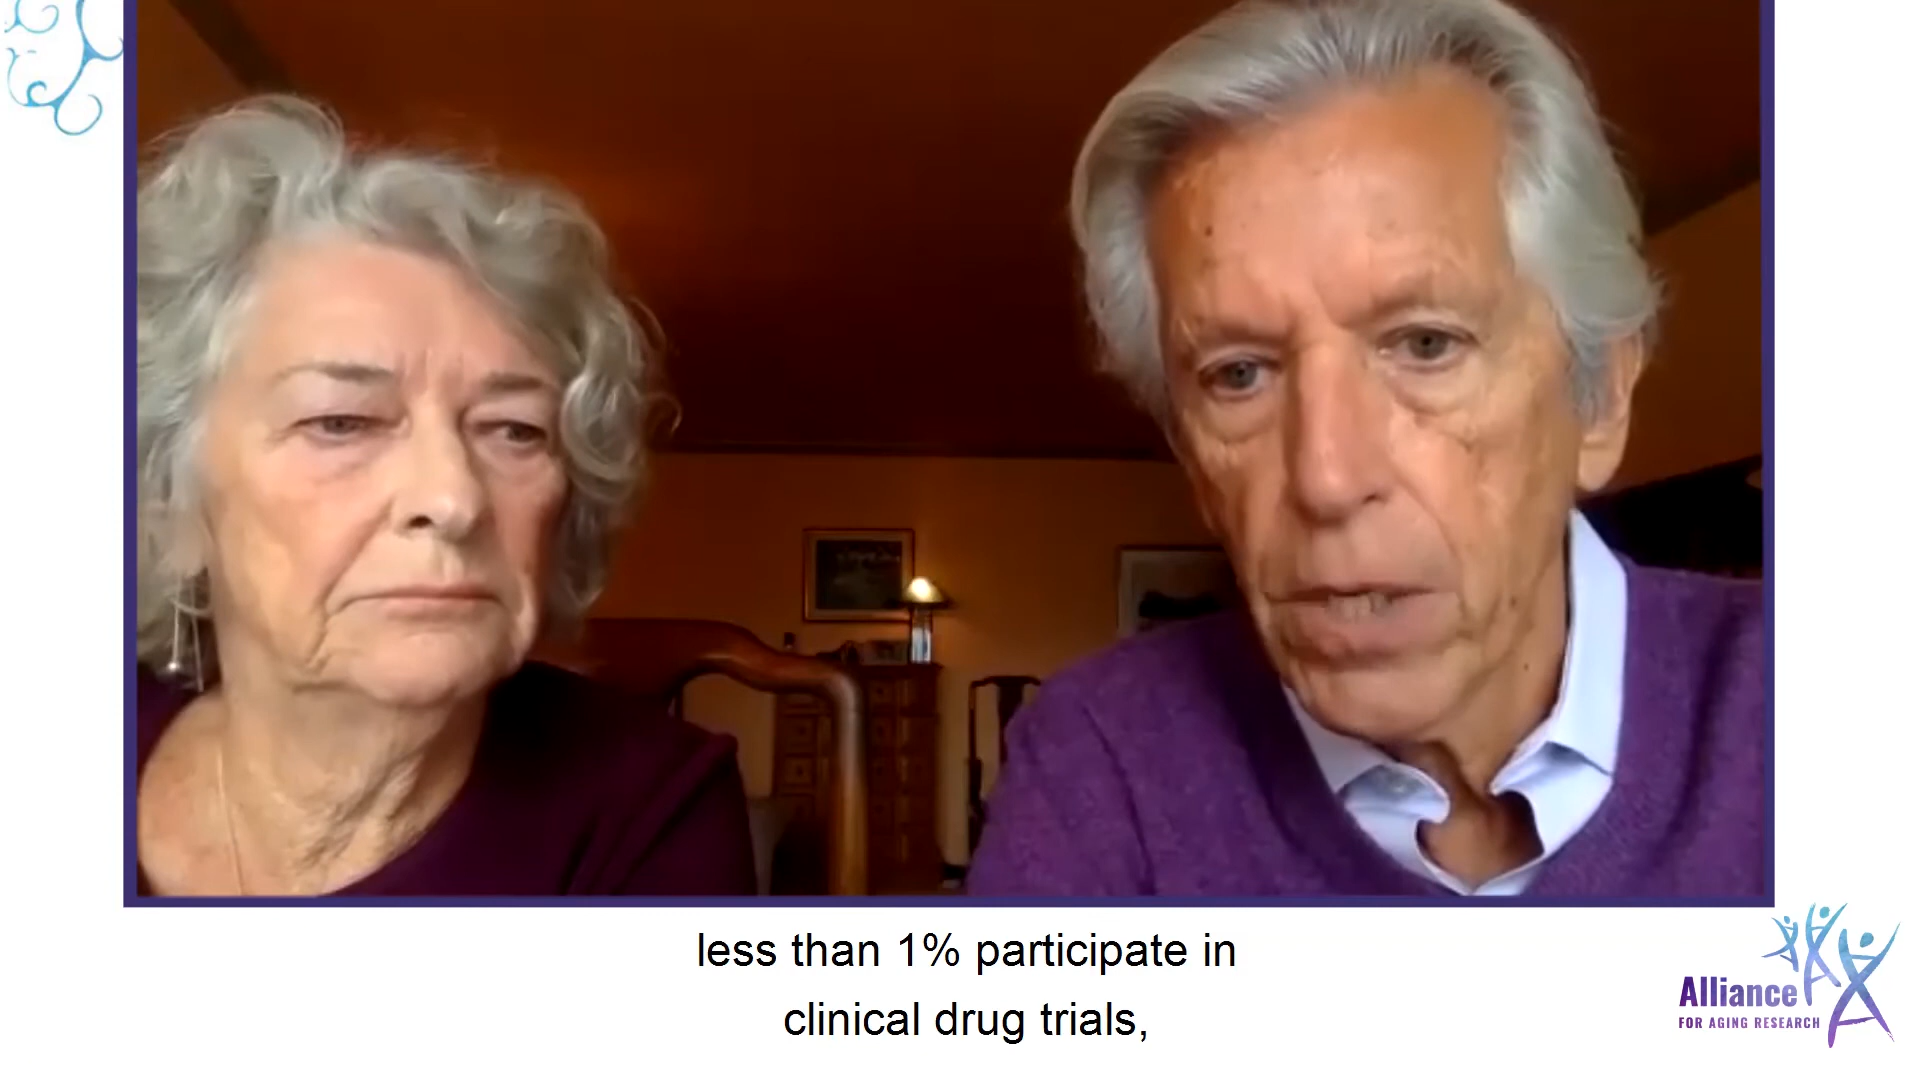 less than 1% participate in
clinical drug trials,
Alliance
FOR AGING RESEARCH